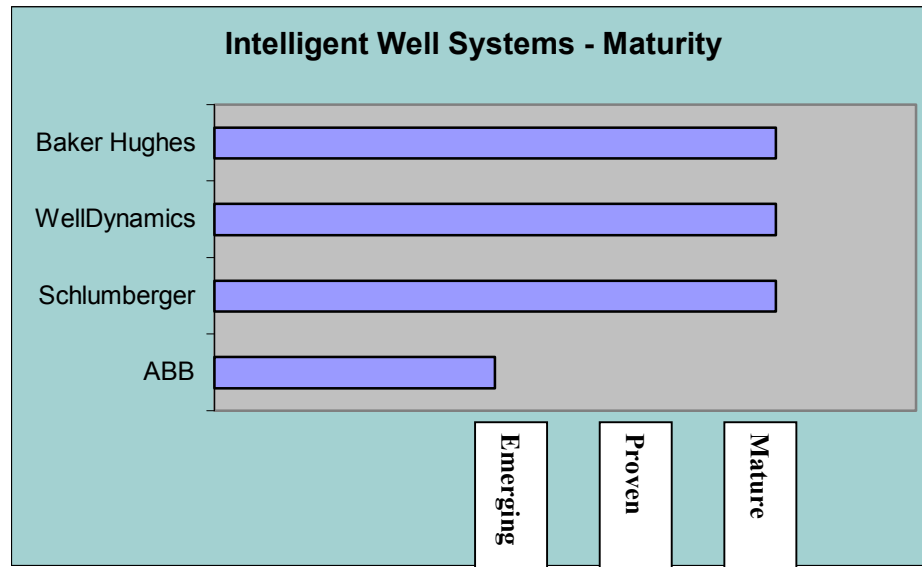 Intelligent Well Systems - Maturity
Baker Hughes
WellDynamics
Schlumberger
ABB
Emerging
Proven
Mature